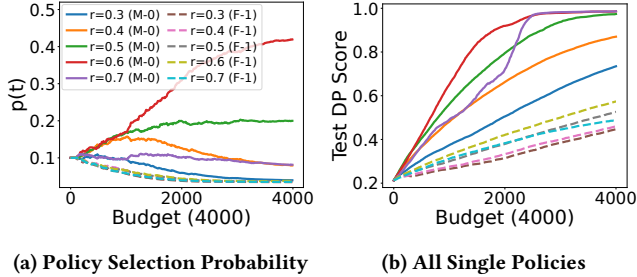 0.5
0.4
0.3
0.2
0.1
p(t)
r=0.3 (M-0) r=0.3 (F-1)
r=0.4 (M-0) r=0.4 (F-1)
r=0.5 (M-0) r=0.5 (F-1)
r=0.6 (M-0) r=0.6 (F-1)
r=0.7 (M-0) r=0.7 (F-1)
0 2000 4000
Budget (4000)
(a) Policy Selection Probability
1.0
0.8
0.6
0.4
0.2
Test DP Score
0 2000 4000
Budget (4000)
(b) All Single Policies